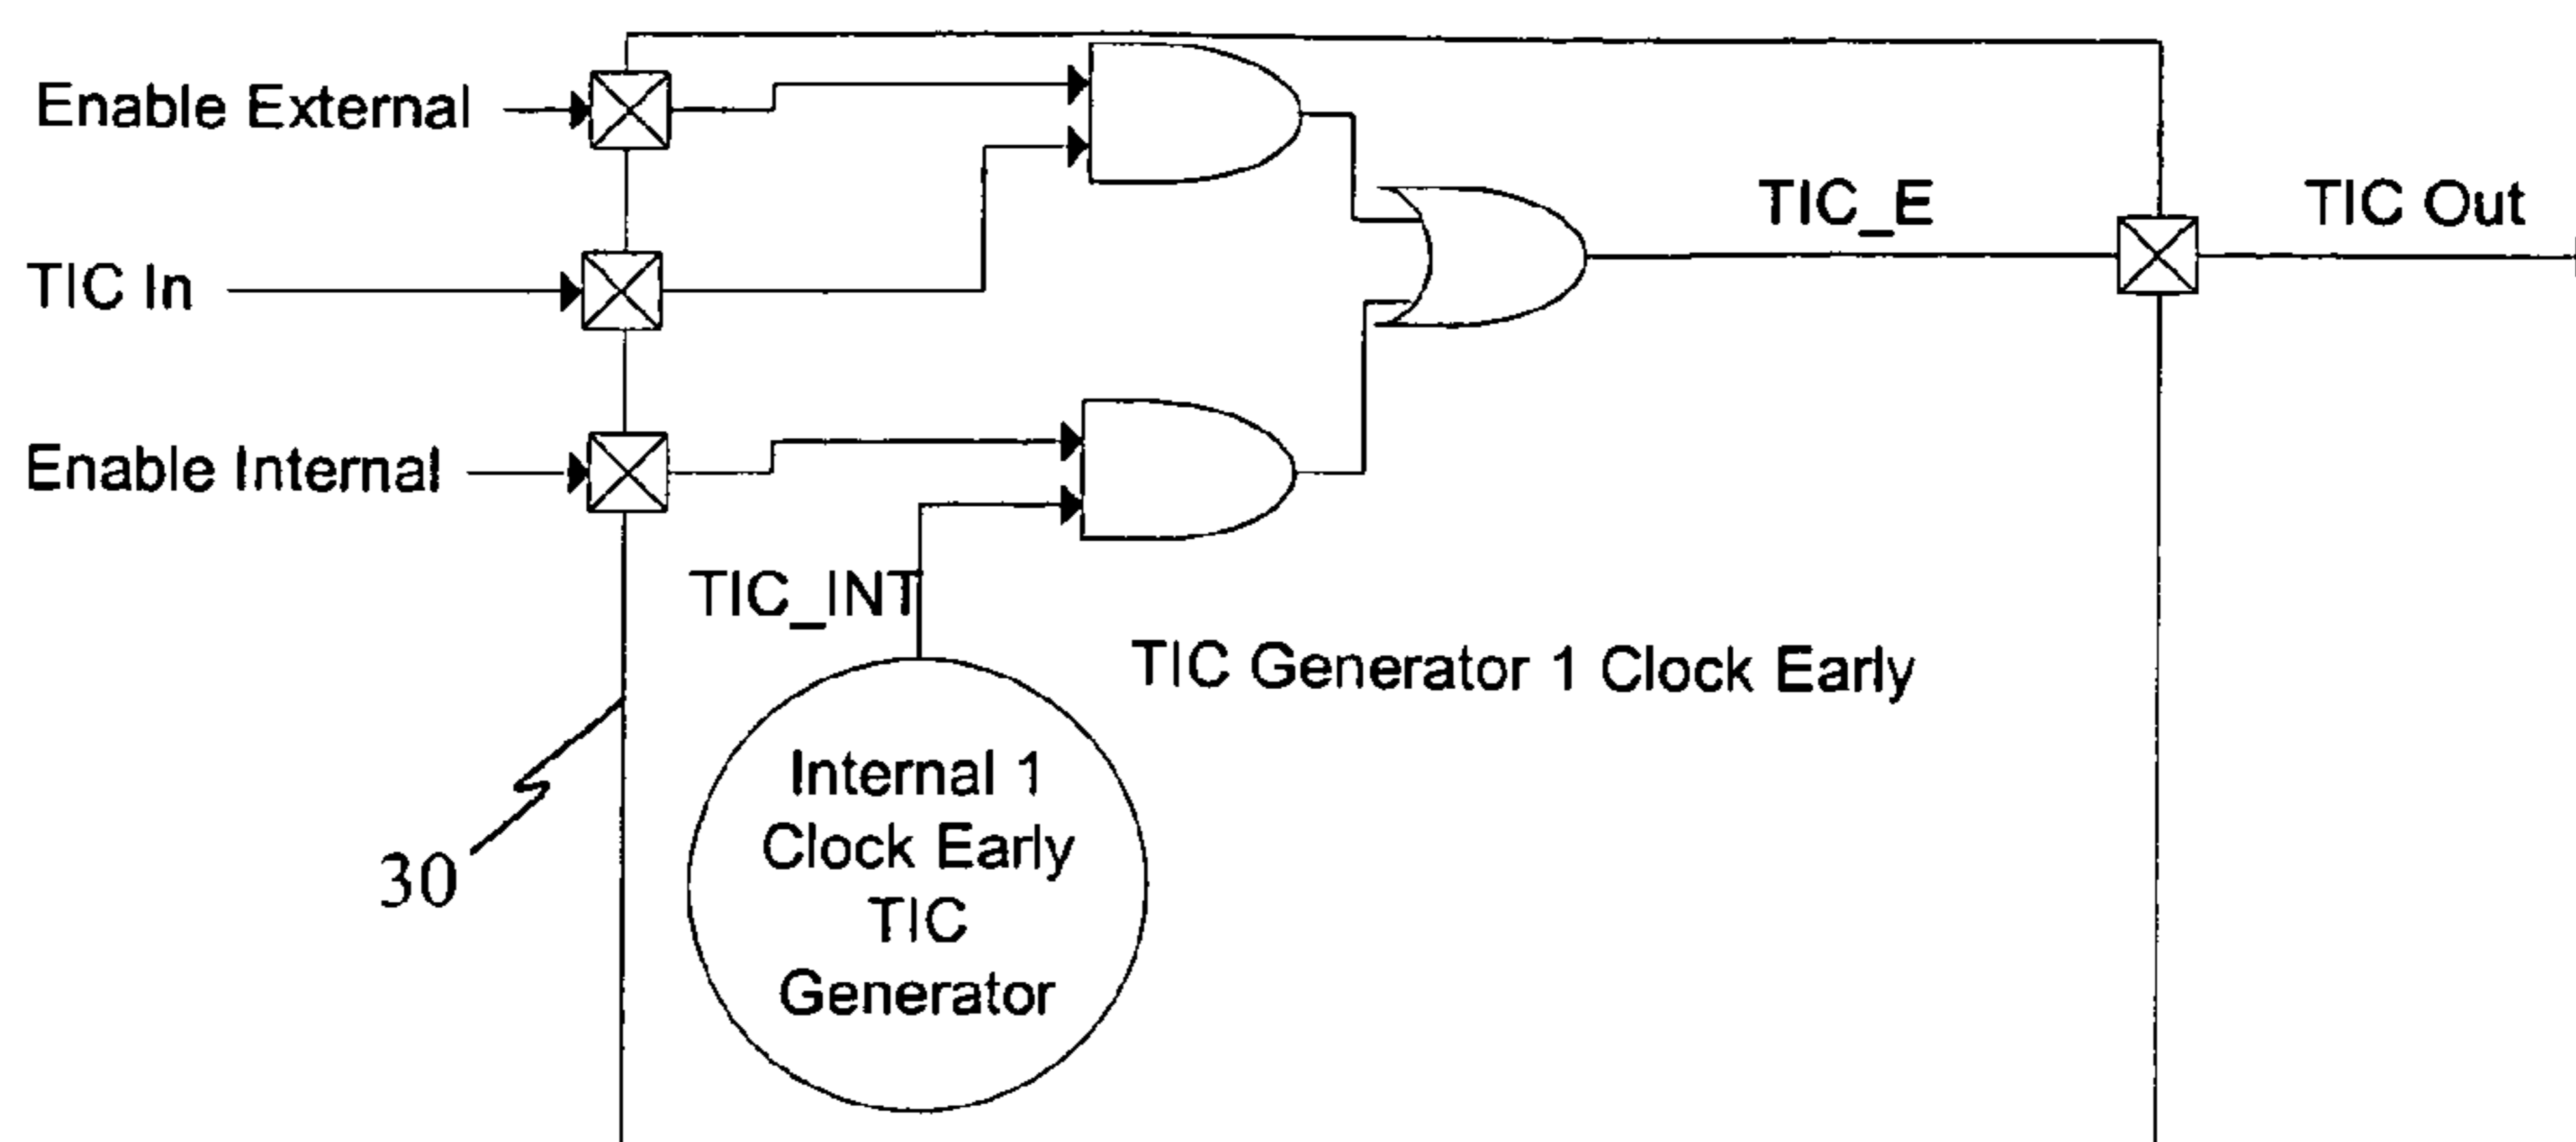 Enable External
TIC In
Enable Internal
TIC_E
TIC Out
TIC_INT
TIC Generator 1 Clock Early
Internal 1
Clock Early
TIC
Generator
30